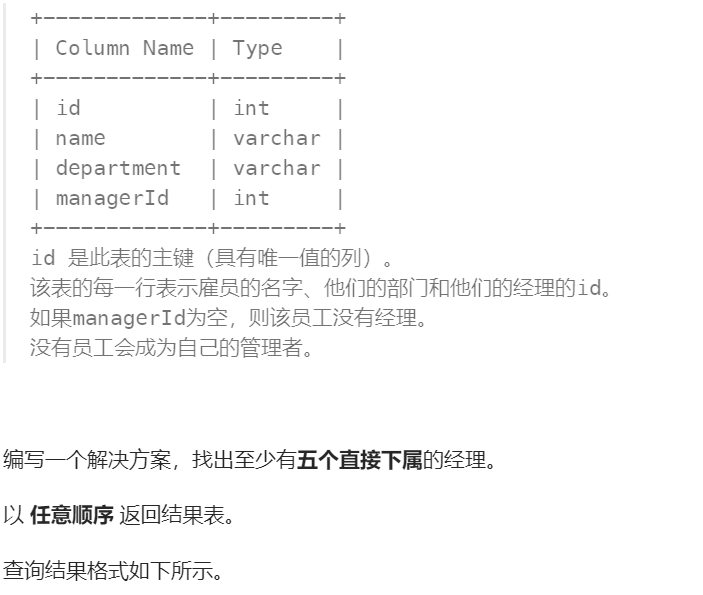 +-------------+---------+
| Column Name | Type    |
+-------------+---------+
| id          | int     |
| name        | varchar |
| department  | varchar |
| managerId   | int     |
+-------------+---------+
id 是此表的主键（具有唯一值的列）。
该表的每一行表示雇员的名字、他们的部门和他们的经理的id。
如果managerId为空，则该员工没有经理。
没有员工会成为自己的管理者。
编写一个解决方案，找出至少有五个直接下属的经理。
以 任意顺序 返回结果表。
查询结果格式如下所示。